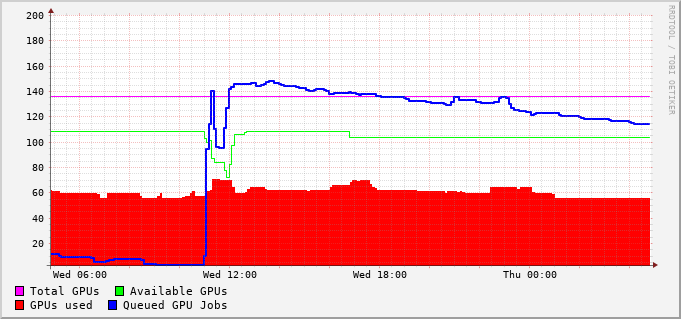 200
180
160
140
120
100
80
60
40
20
Wed 06:00 Wed 12:00 Wed 18:00 Thu 00:00
Total GPUs Available GPUs
GPUs used Queued GPU Jobs
RRDTOOL / TOBI OETIKER